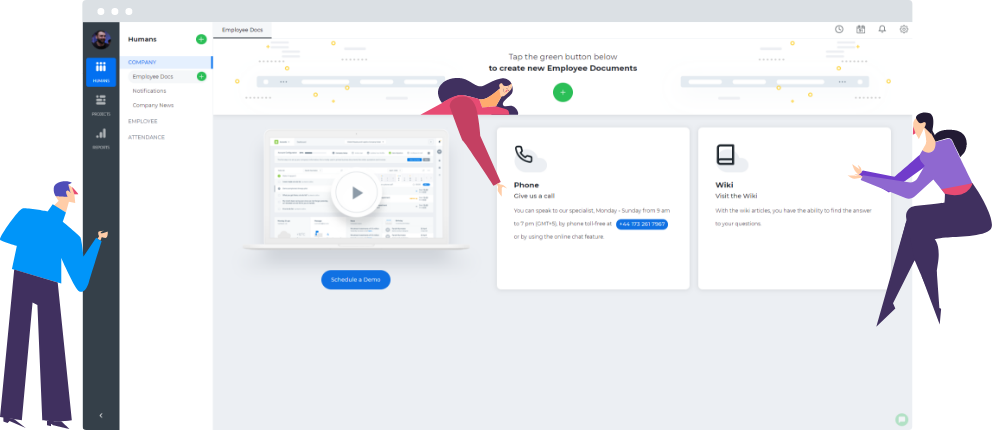 Humans
Employee Docs
HUMANS
PROJECTS
REPORTS
COMPANY
Employee Docs
Notifications
Company News
EMPLOYEE
ATTENDANCE
Tap the green button below
to create new Employee Documents
Schedule a Demo
Phone
Give us a call
You can speak to our specialist, Monday - Sunday from 5 am
to 7 pm (GMT+5), by phone toll-free at +44 173 261 7967
or by using the online chat feature
Wiki
Visit the Wiki
With the wiki articles, you have the ability to find the answer
to your questions